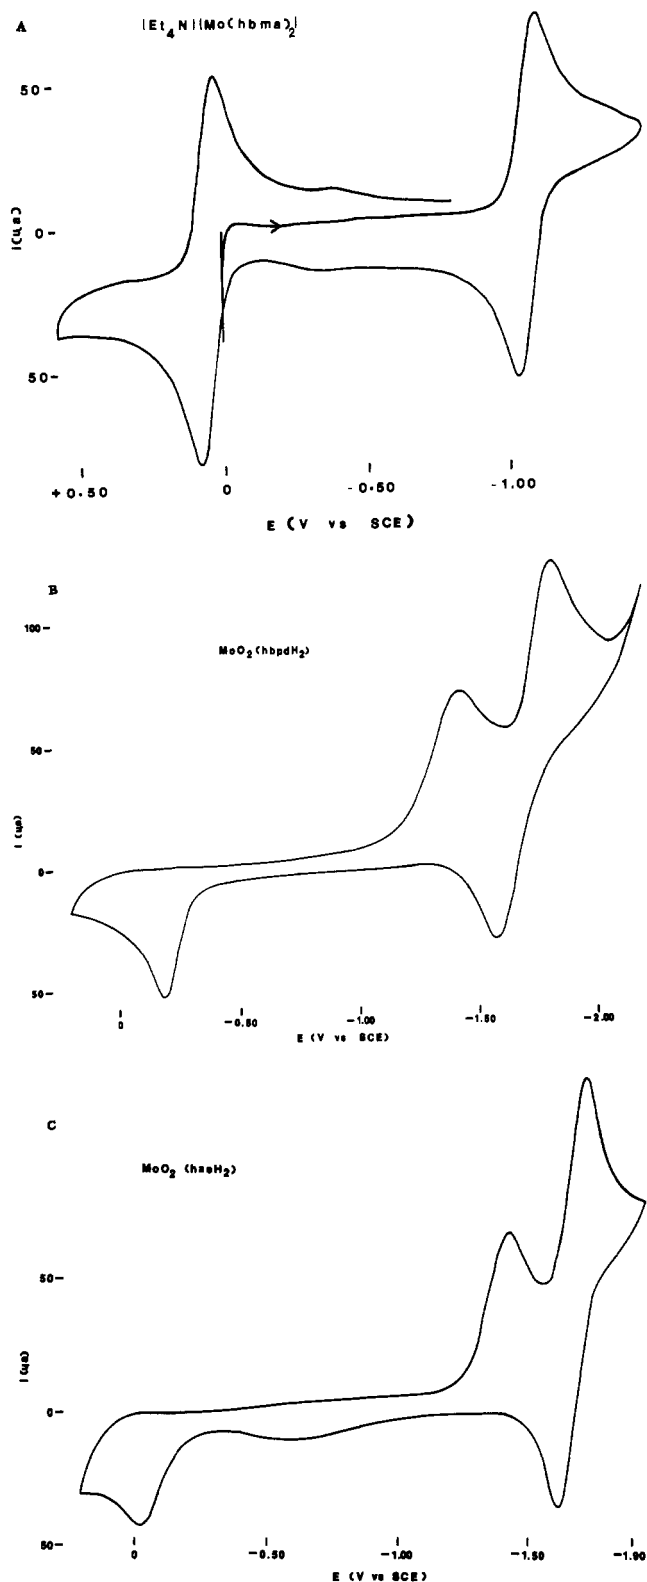 A
[Et4N][Mo(hbma)2]
50
I(μa)
0
50
+0.50 0 -0.50 -1.00
E (V vs SCE)
B
MoO2(hbpdH2)
100
50
I(μa)
0
50
0 -0.50 -1.00 -1.50 -2.00
E (V vs SCE)
C
MoO2(haeH2)
50
I(μa)
0
50
0 -0.50 -1.00 -1.50 -1.90
E (V vs SCE)